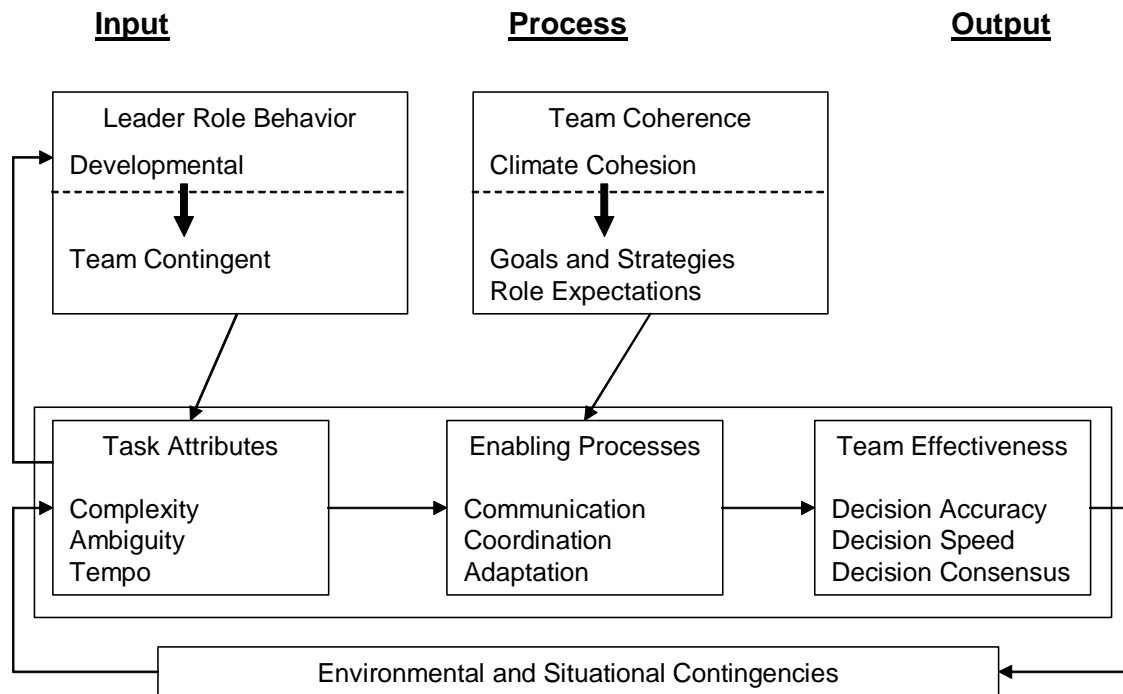 Input
Process
Output
Leader Role Behavior
Developmental
Team Contingent
Team Coherence
Climate Cohesion
Goals and Strategies
Role Expectations
Task Attributes
Complexity
Ambiguity
Tempo
Enabling Processes
Communication
Coordination
Adaptation
Team Effectiveness
Decision Accuracy
Decision Speed
Decision Consensus
Environmental and Situational Contingencies